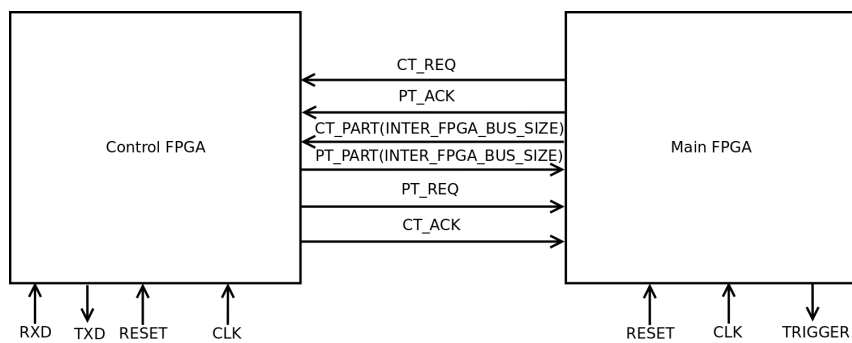 CT_REQ
PT_ACK
CT_PART(INTER_FPGA_BUS_SIZE)
Control FPGA
Main FPGA
PT_PART(INTER_FPGA_BUS_SIZE)
PT_REQ
CT_ACK
RXD TXD RESET CLK
RESET CLK TRIGGER